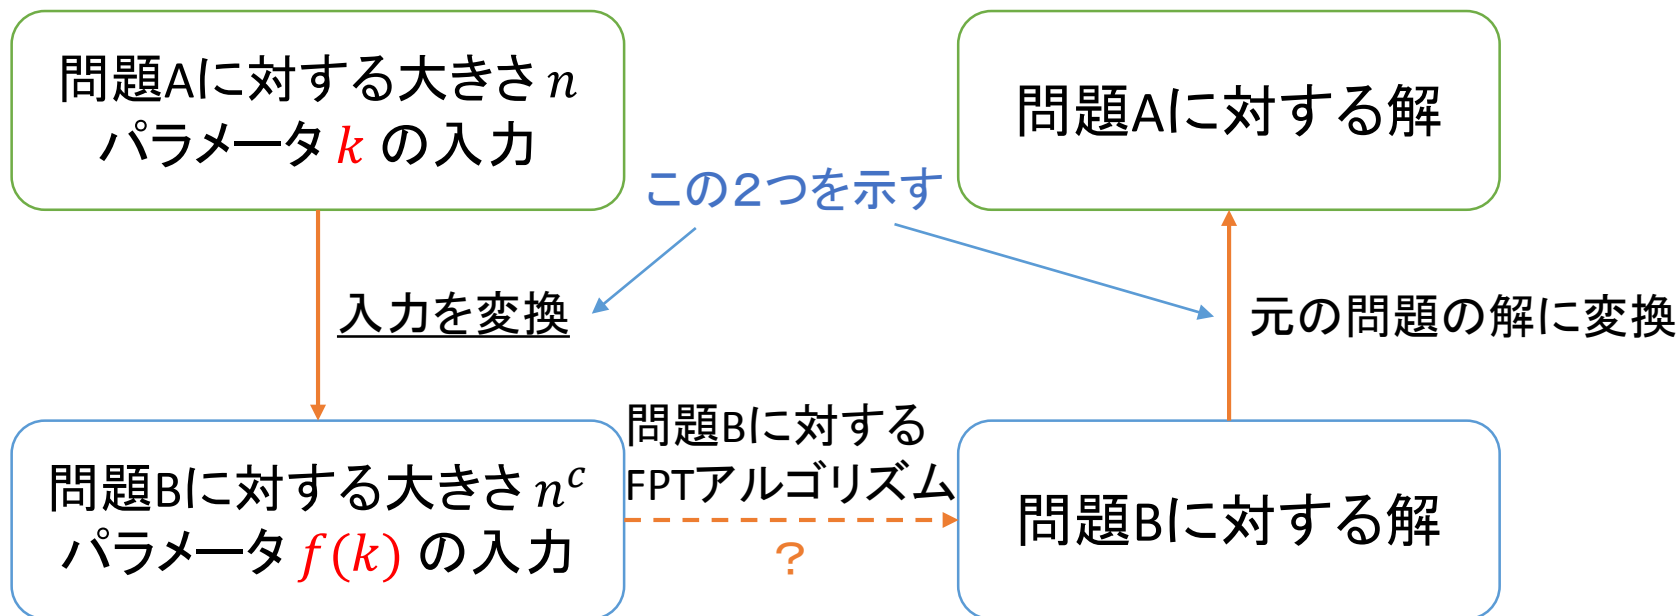 問題Aに対する大きさ n
パラメータ k の入力
問題Aに対する解
この２つを示す
入力を変換
元の問題の解に変換
問題Bに対する
FPTアルゴリズム
？
問題Bに対する大きさ n^c
パラメータ f(k) の入力
問題Bに対する解